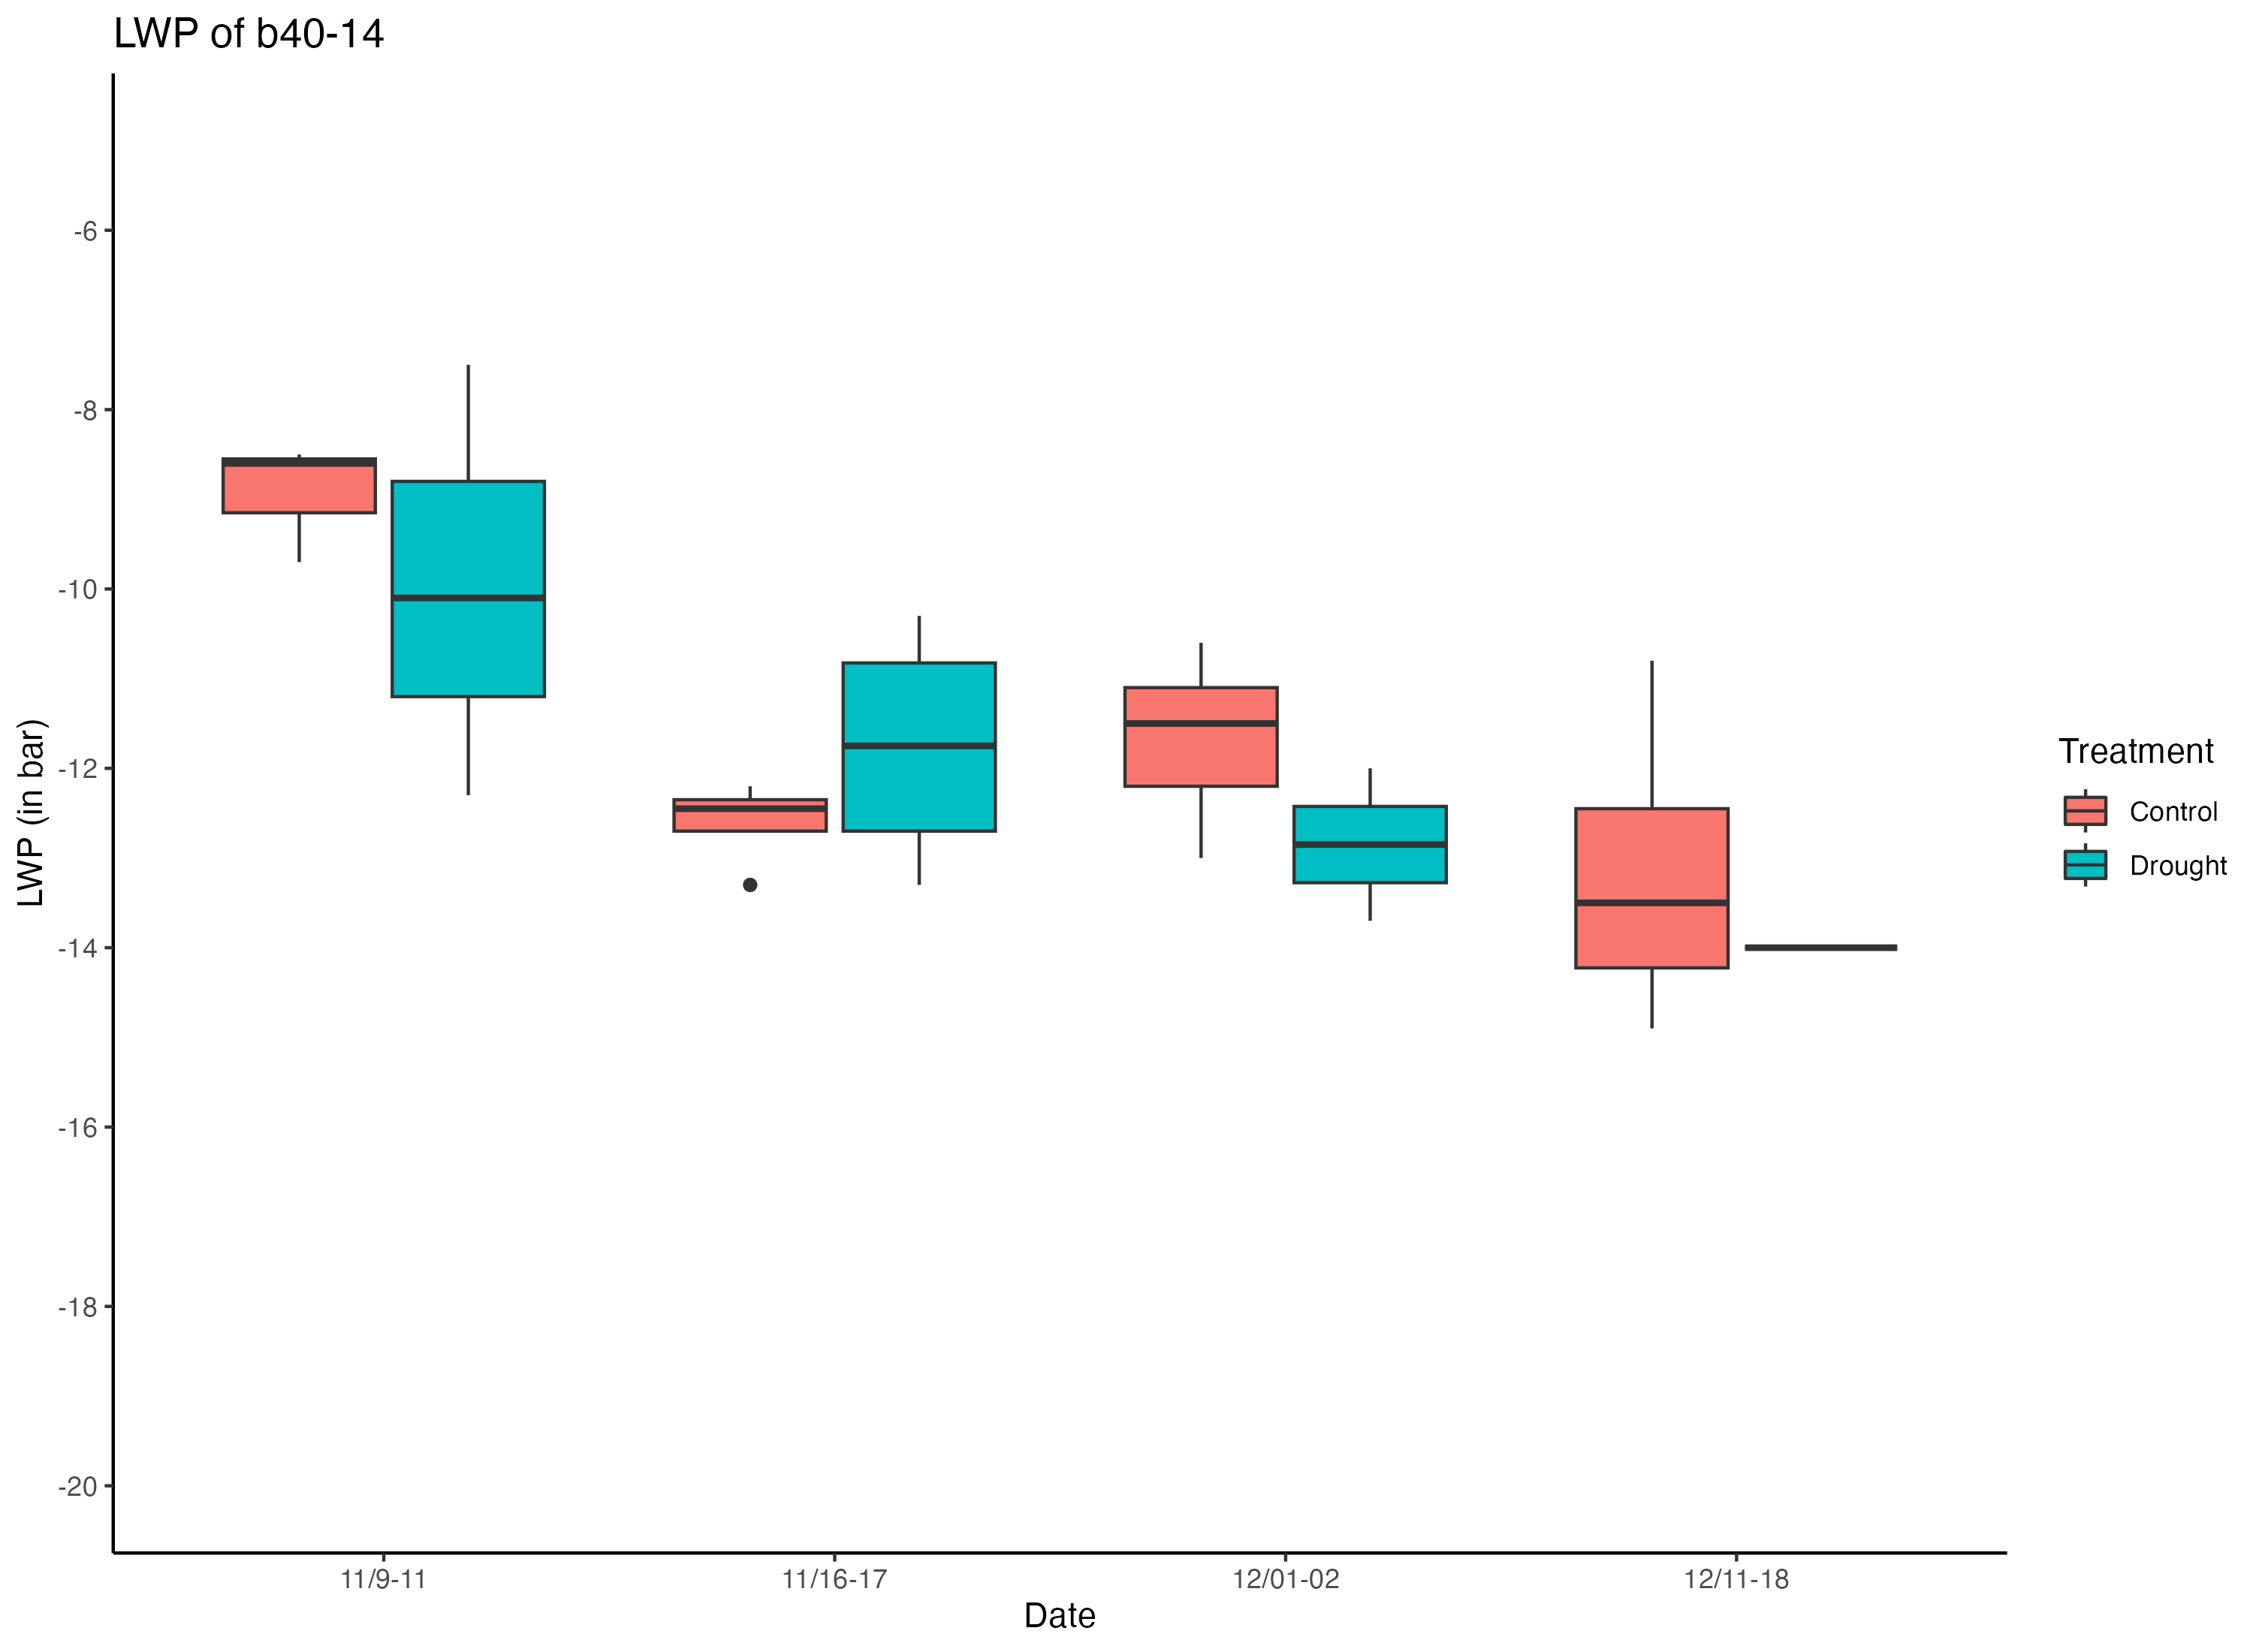 LWP of b40-14
LWP (in bar)
-6
-8
-10
-12
-14
-16
-18
-20
11/9-11
11/16-17
12/01-02
12/11-18
Date
Treatment
Control
Drought